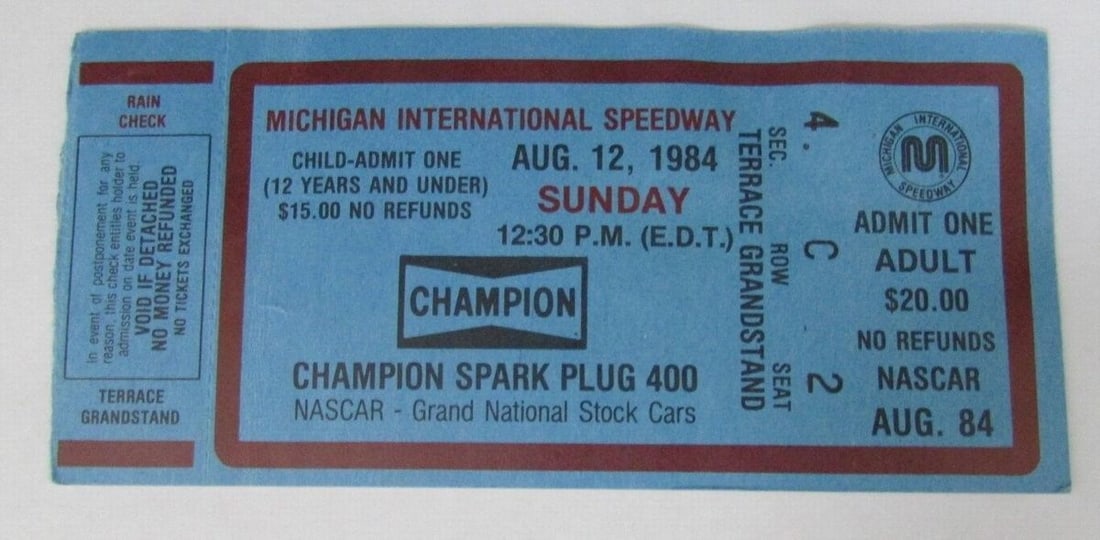 RAIN
CHECK
In event of postponement for any
reason, this check entitles holder to
admission on date event is held.
VOID IF DETACHED
NO MONEY REFUNDED
NO TICKETS EXCHANGED
TERRACE
GRANDSTAND
MICHIGAN INTERNATIONAL SPEEDWAY
CHILD-ADMIT ONE
(12 YEARS AND UNDER)
$15.00 NO REFUNDS
AUG. 12, 1984
SUNDAY
12:30 P.M. (E.D.T.)
CHAMPION
CHAMPION SPARK PLUG 400
NASCAR - Grand National Stock Cars
TERRACE GRANDSTAND
SEC. ROW SEAT
4. C 2
MICHIGAN INTERNATIONAL
SPEEDWAY
M
ADMIT ONE
ADULT
$20.00
NO REFUNDS
NASCAR
AUG. 84